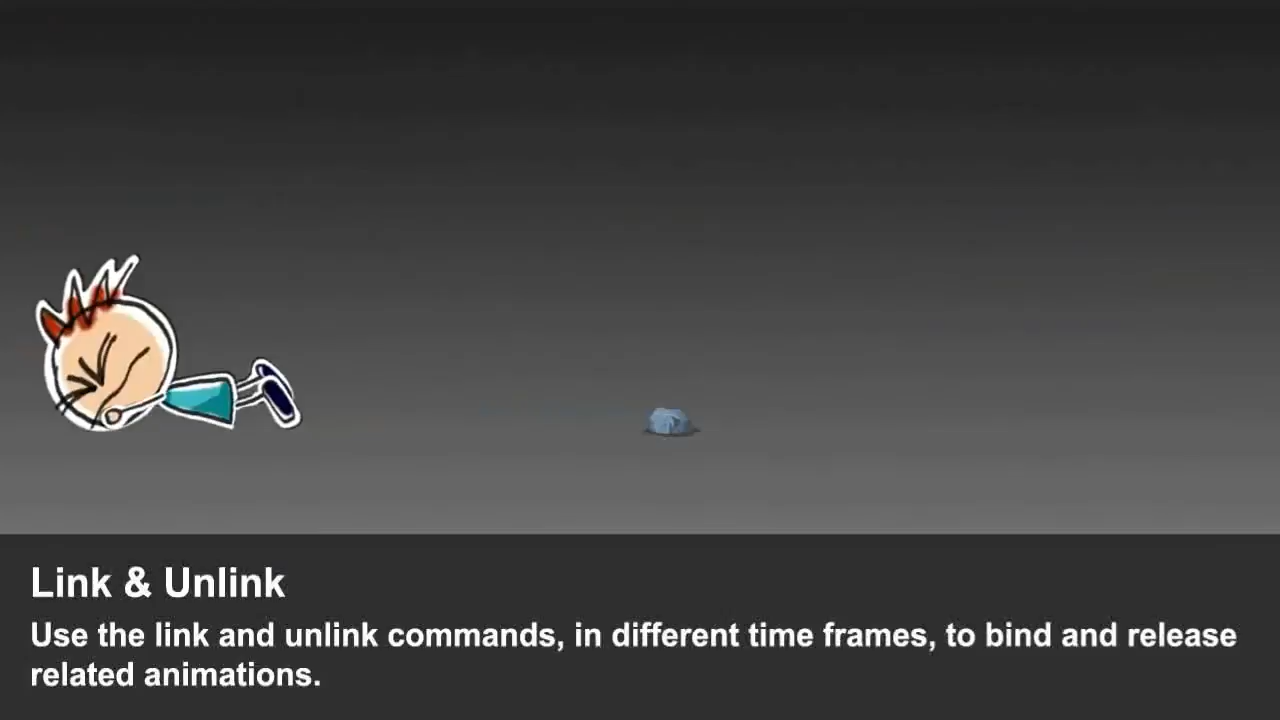 Link & Unlink
Use the link and unlink commands, in different time frames, to bind and release
related animations.